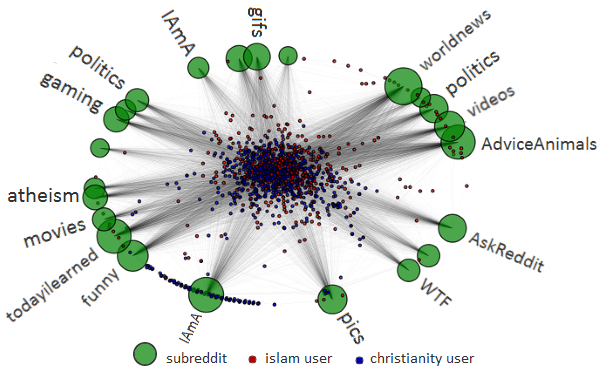 IAmA
gifs
worldnews
politics
politics
gaming
videos
AdviceAnimals
atheism
movies
todayilearned
funny
AskReddit
WTF
IAmA
pics
subreddit
islam user
christianity user